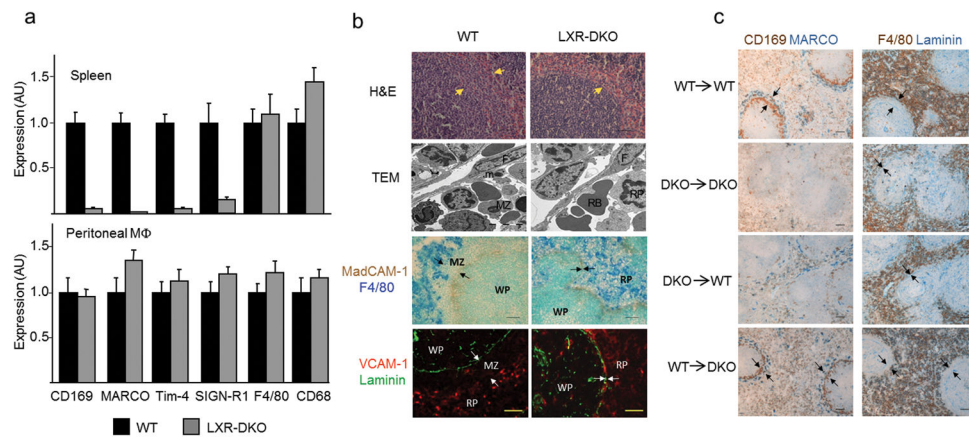 a
Expression (AU)
1.5
1.0
0.5
Spleen
Expression (AU)
1.5
1.0
0.5
Peritoneal MΦ
CD169 MARCO Tim-4 SIGN-R1 F4/80 CD68
WT
LXR-DKO
b
WT
LXR-DKO
H&E
TEM
F
m
MZ
F
RB
RP
MadCAM-1
F4/80
MZ
WP
RP
WP
VCAM-1
Laminin
WP
MZ
RP
WP
RP
c
CD169 MARCO
F4/80 Laminin
WT→WT
DKO→DKO
DKO→WT
WT→DKO